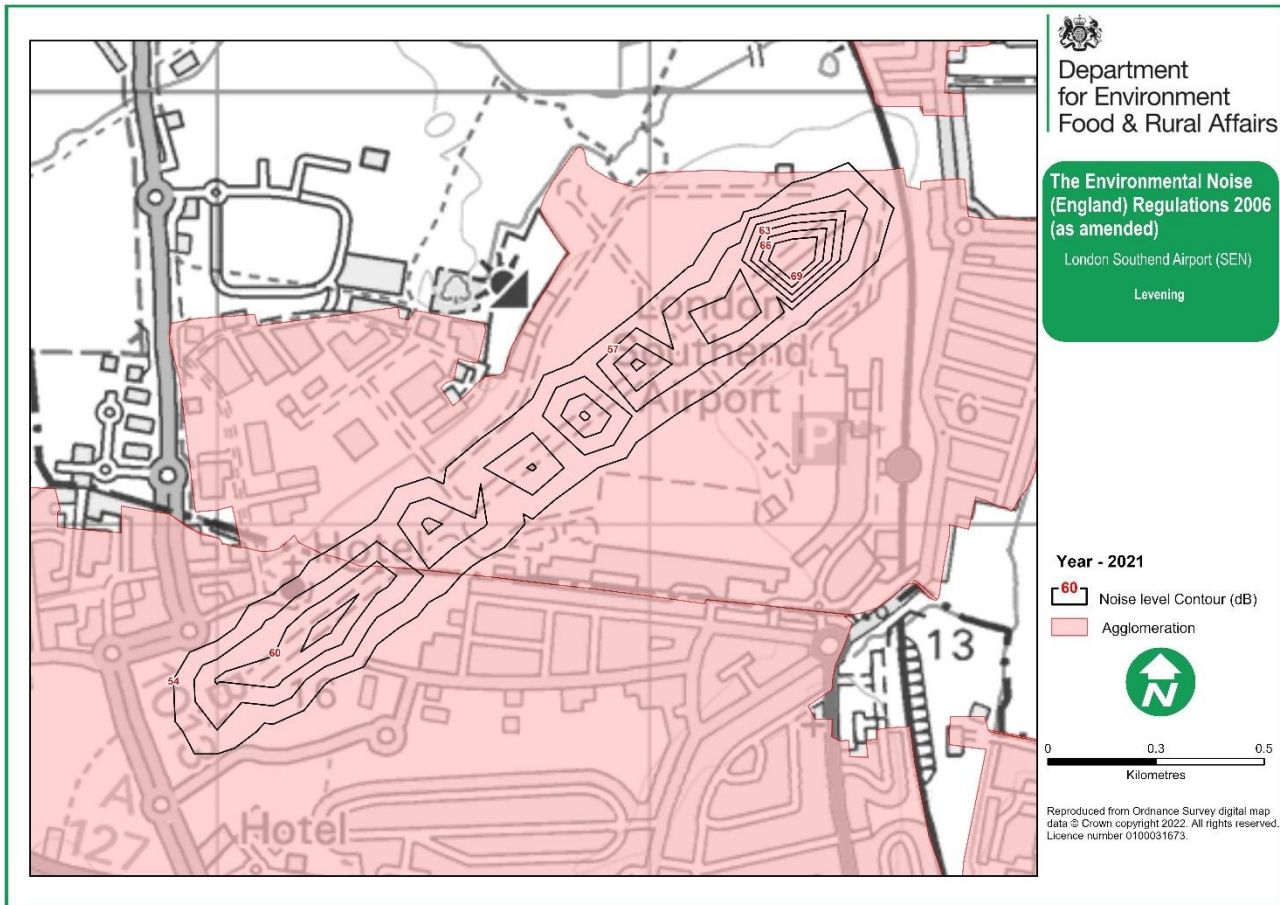 Department
for Environment
Food & Rural Affairs
The Environmental Noise
(England) Regulations 2006
(as amended)
London Southend Airport (SEN)
Levening
Year - 2021
60
Noise level Contour (dB)
Agglomeration
N
0 0.3 0.5
Kilometres
Reproduced from Ordnance Survey digital map
data © Crown copyright 2022. All rights reserved.
Licence number 0100031673.
63
66
69
London
57
Southend
Airport
6
P
Hotel
13
60
54
16
A
127
Hotel